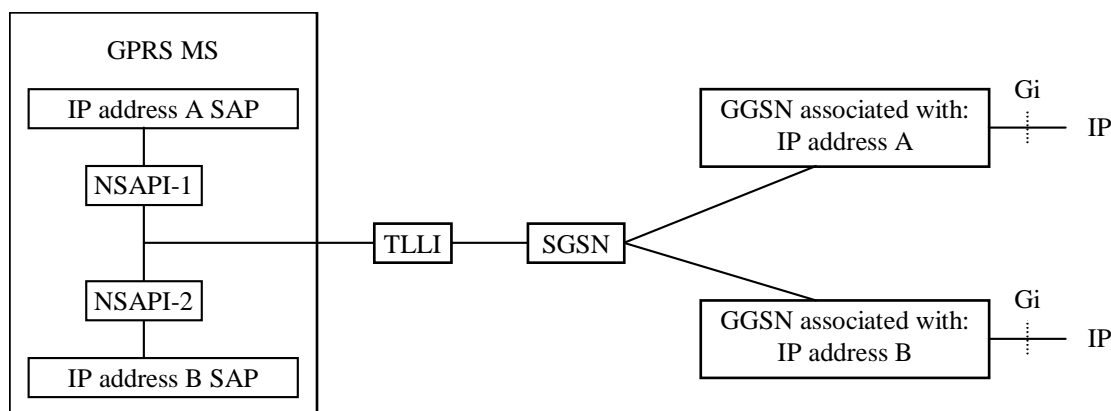 GPRS MS
IP address A SAP
NSAPI-1
NSAPI-2
IP address B SAP
TLLI
SGSN
GGSN associated with:
IP address A
Gi
IP
GGSN associated with:
IP address B
Gi
IP